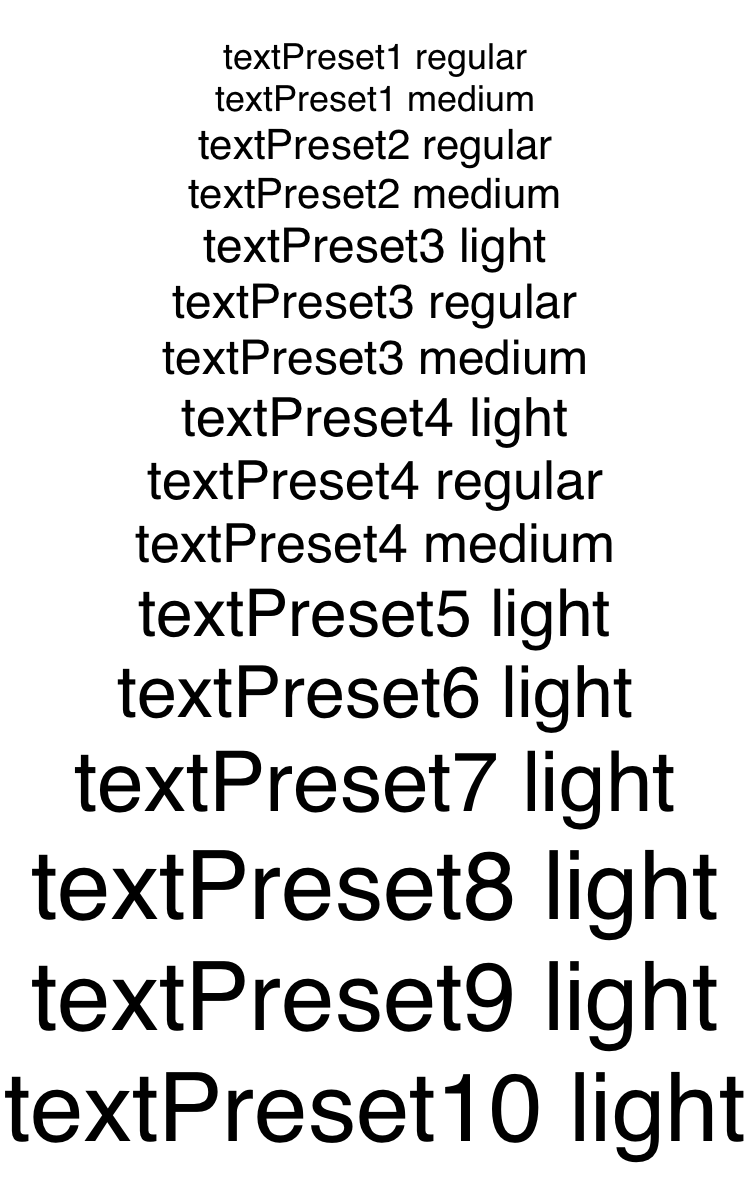 textPreset1 regular
textPreset1 medium
textPreset2 regular
textPreset2 medium
textPreset3 light
textPreset3 regular
textPreset3 medium
textPreset4 light
textPreset4 regular
textPreset4 medium
textPreset5 light
textPreset6 light
textPreset7 light
textPreset8 light
textPreset9 light
textPreset10 light